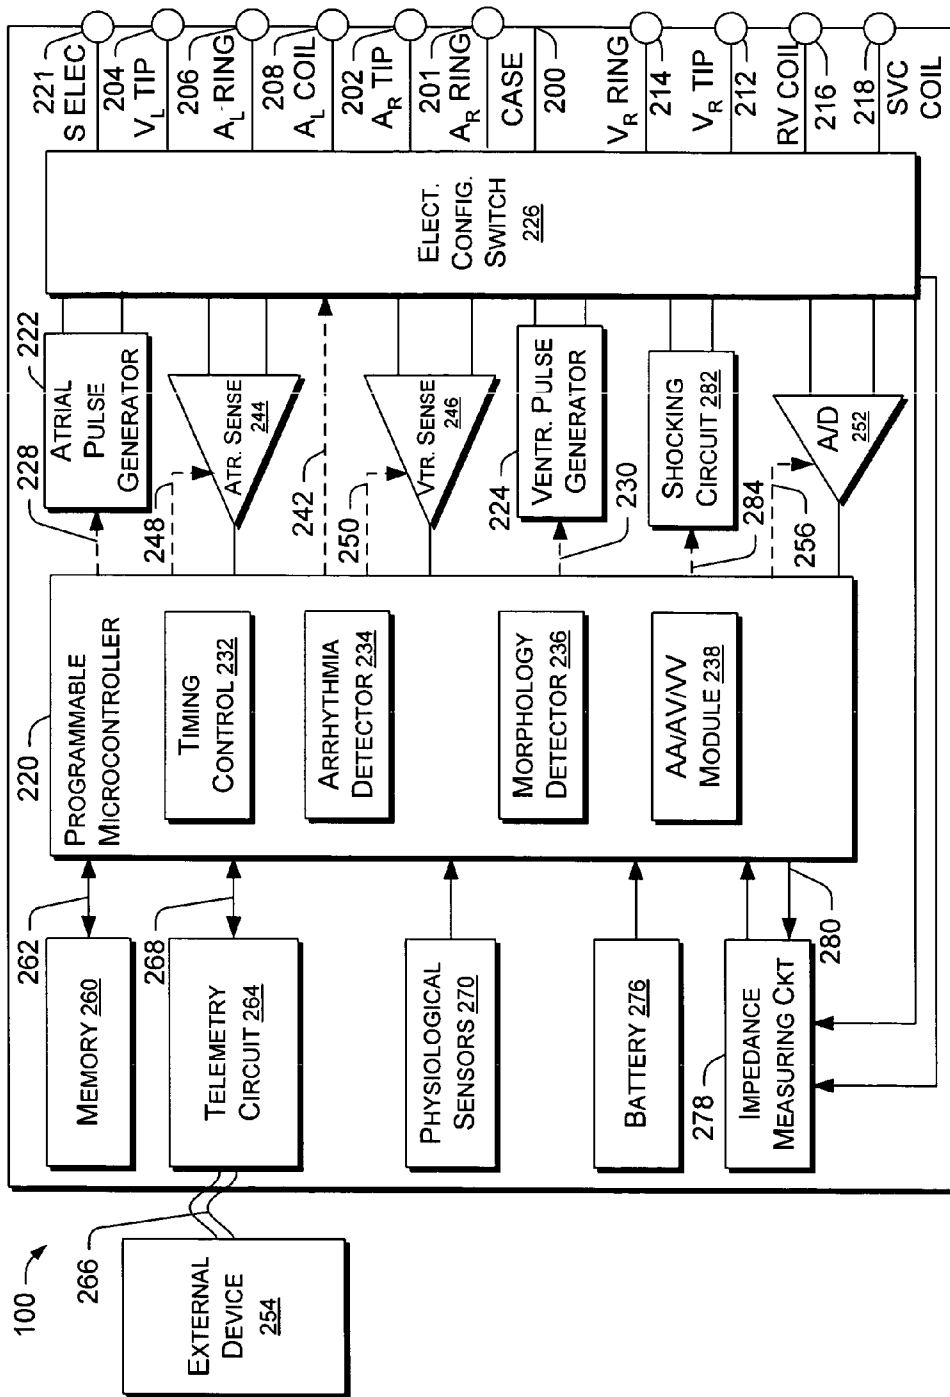 100
EXTERNAL
DEVICE
254
266
MEMORY 260
262
TELEMETRY
CIRCUIT 264
268
PHYSIOLOGICAL
SENSORS 270
BATTERY 276
278
IMPEDANCE
MEASURING CKT
280
220
PROGRAMMABLE
MICROCONTROLLER
TIMING
CONTROL 232
ARRHYTHMIA
DETECTOR 234
MORPHOLOGY
DETECTOR 236
AA/AV/VV
MODULE 238
228
222
ATRIAL
PULSE
GENERATOR
248
ATR. SENSE
244
242
250
VTR. SENSE
246
224
VENTR. PULSE
GENERATOR
230
SHOCKING
CIRCUIT 282
284
256
A/D
252
ELECT.
CONFIG.
SWITCH
226
221
S ELEC
204
VL TIP
206
AL RING
208
AL COIL
202
AR TIP
201
AR RING
CASE
200
VR RING
214
VR TIP
212
RV COIL
216
218
SVC
COIL